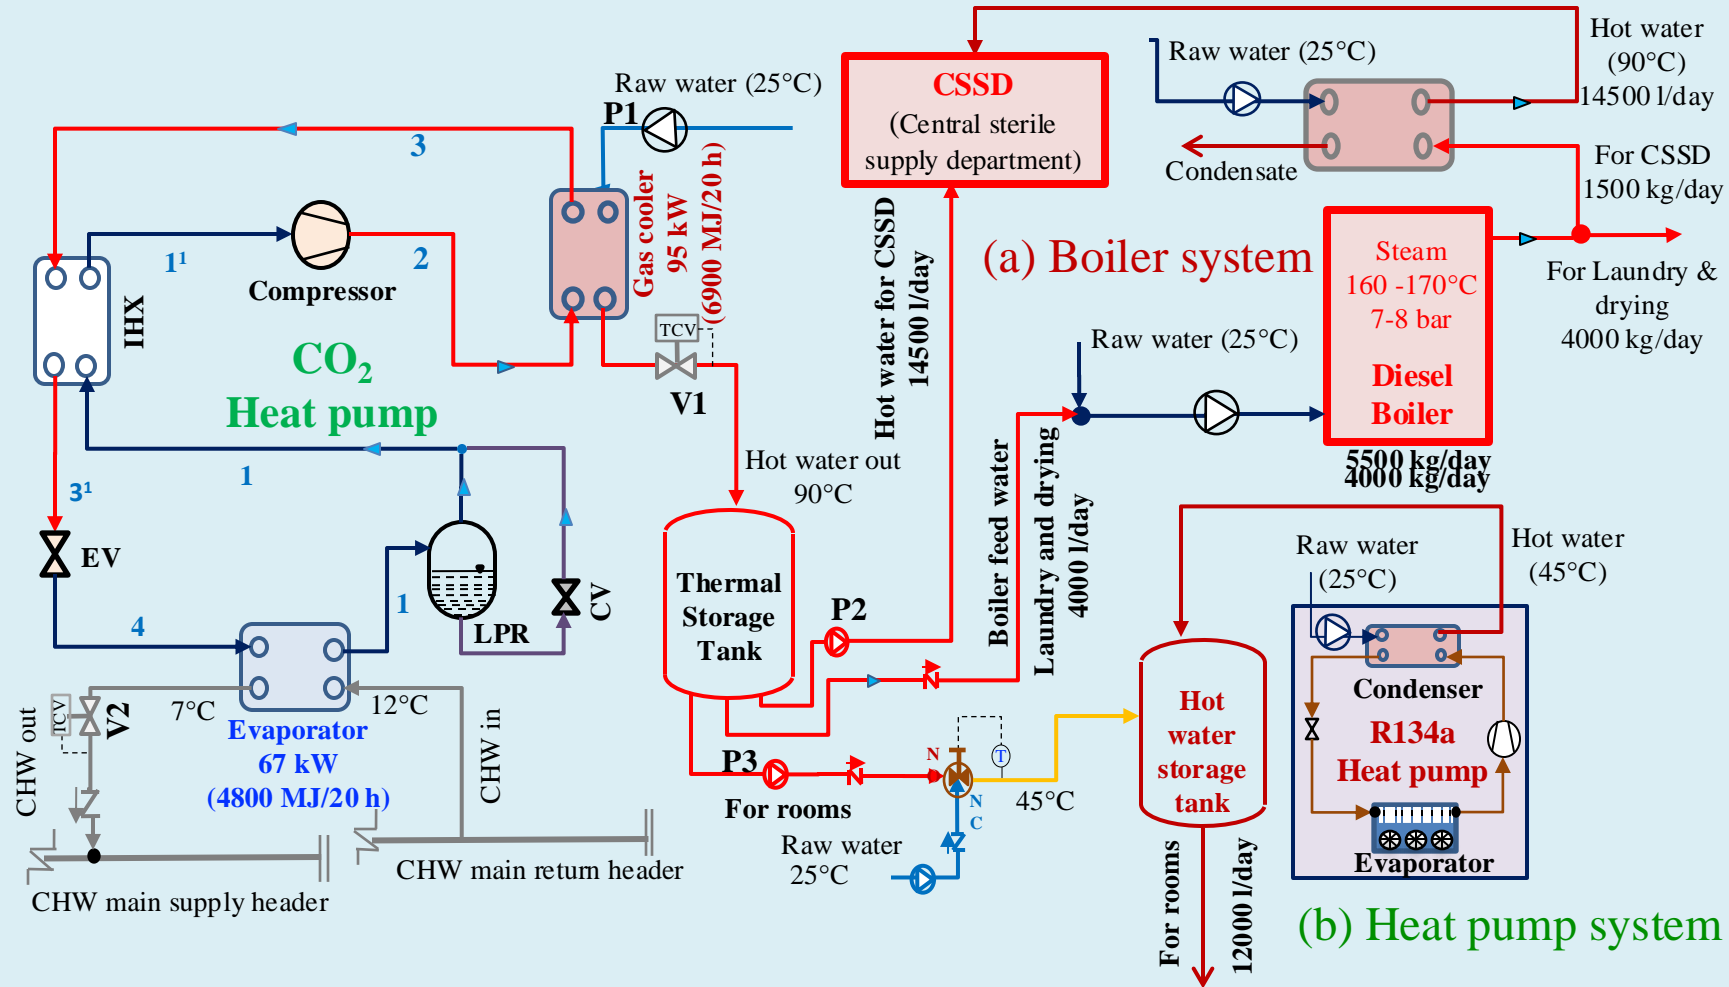 Raw water (25°C)
P1
3
Gas cooler
95 kW
(6900 MJ/20 h)
1¹
Compressor
2
IHX
CO₂
Heat pump
TCV
V1
1
3¹
EV
Hot water out
90°C
4
1
LPR
CV
Evaporator
67 kW
(4800 MJ/20 h)
7°C
12°C
TCV
V2
CHW out
CHW in
CHW main supply header
CHW main return header
Thermal
Storage
Tank
P2
P3
For rooms
Raw water
25°C
N
N
C
T
45°C
CSSD
(Central sterile
supply department)
Hot water for CSSD
14500 l/day
Boiler feed water
Laundry and drying
4000 l/day
Raw water (25°C)
Hot water
(90°C)
14500 l/day
Condensate
For CSSD
1500 kg/day
(a) Boiler system
Steam
160 -170°C
7-8 bar
Diesel
Boiler
For Laundry &
drying
4000 kg/day
Raw water (25°C)
5500 kg/day
4000 kg/day
Hot
water
storage
tank
For rooms
12000 l/day
Raw water
(25°C)
Hot water
(45°C)
Condenser
R134a
Heat pump
Evaporator
(b) Heat pump system